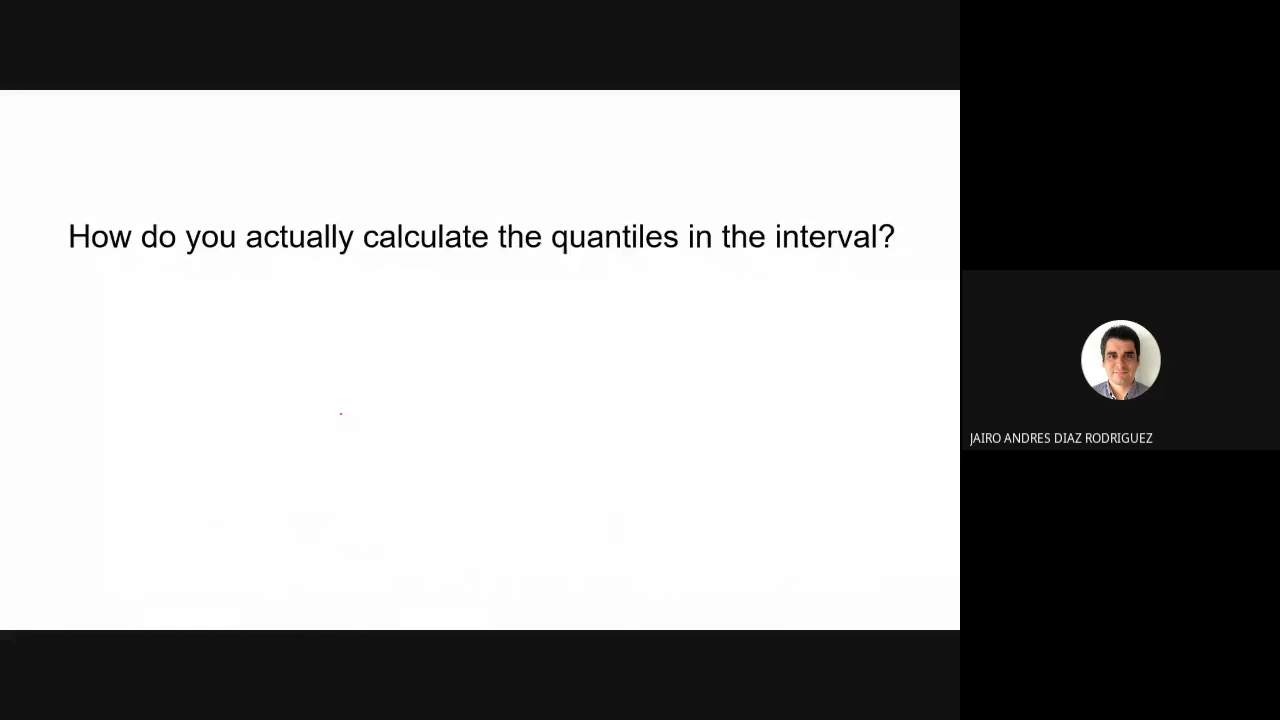 How do you actually calculate the quantiles in the interval?
JAIRO ANDRES DIAZ RODRIGUEZ